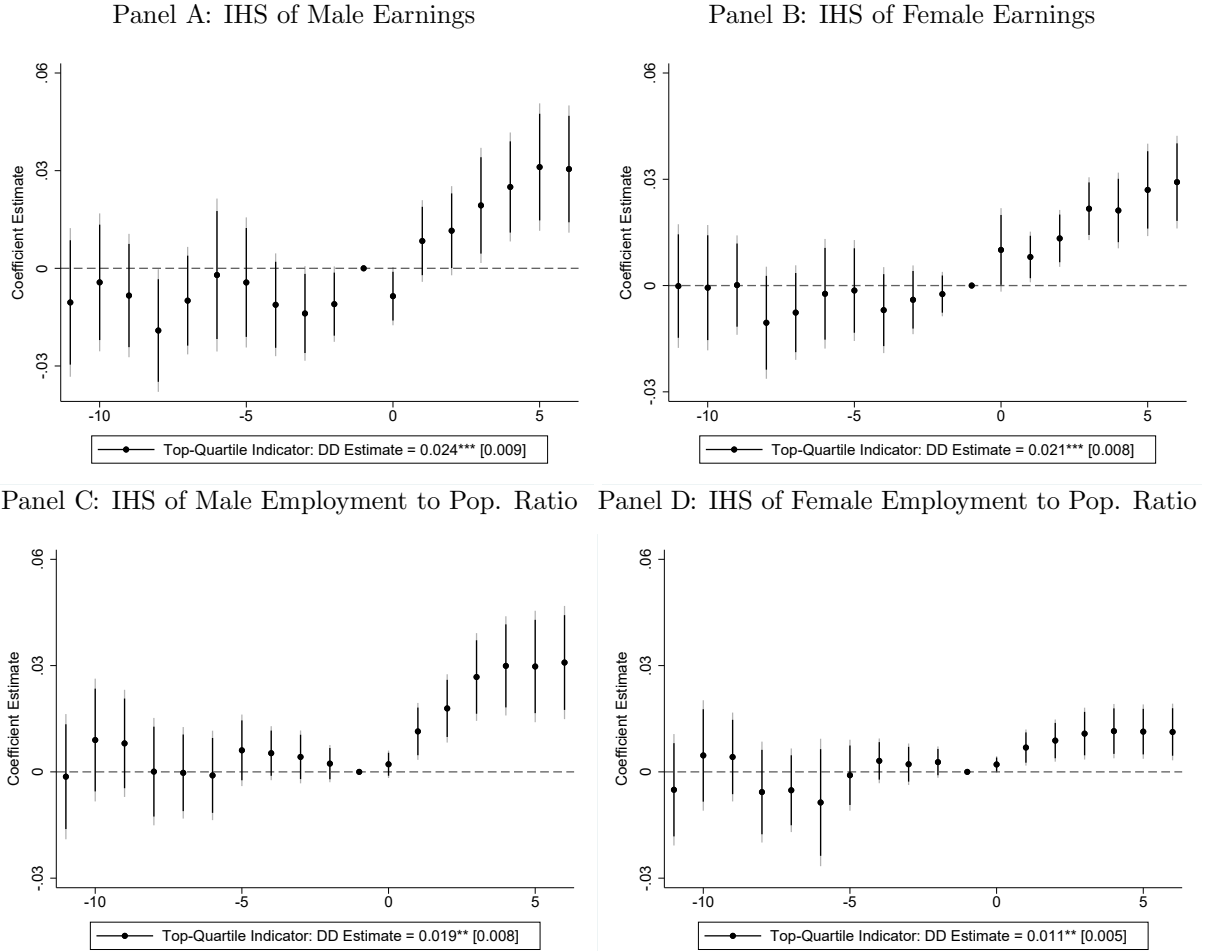 Panel A: IHS of Male Earnings
Coefficient Estimate
.06
.03
0
-.03
-10
-5
0
5
Top-Quartile Indicator: DD Estimate = 0.024*** [0.009]
Panel B: IHS of Female Earnings
Coefficient Estimate
.06
.03
0
-.03
-10
-5
0
5
Top-Quartile Indicator: DD Estimate = 0.021*** [0.008]
Panel C: IHS of Male Employment to Pop. Ratio
Coefficient Estimate
.06
.03
0
-.03
-10
-5
0
5
Top-Quartile Indicator: DD Estimate = 0.019** [0.008]
Panel D: IHS of Female Employment to Pop. Ratio
Coefficient Estimate
.06
.03
0
-.03
-10
-5
0
5
Top-Quartile Indicator: DD Estimate = 0.011** [0.005]